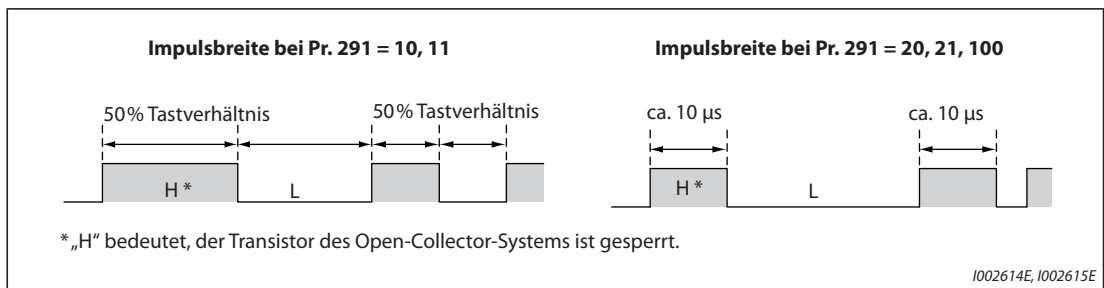 Impulsbreite bei Pr. 291 = 10, 11
Impulsbreite bei Pr. 291 = 20, 21, 100
50% Tastverhältnis
50% Tastverhältnis
ca. 10 µs
ca. 10 µs
H *
L
H *
L
* „H“ bedeutet, der Transistor des Open-Collector-Systems ist gesperrt.
I002614E, I002615E